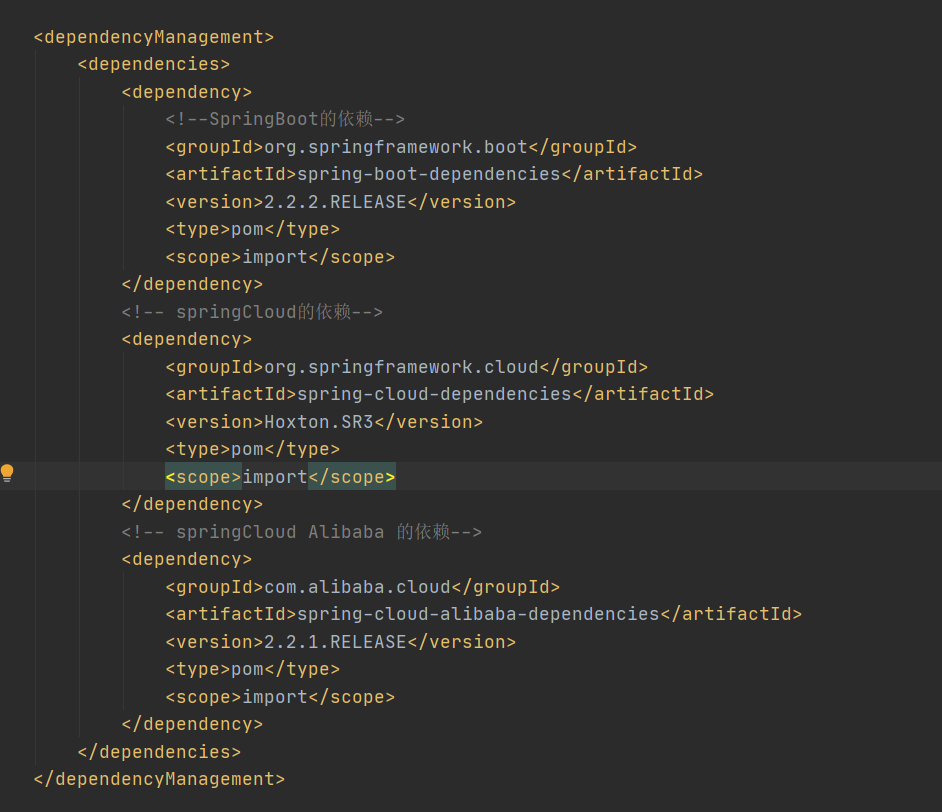 <dependencyManagement>
<dependencies>
<dependency>
<!--SpringBoot的依赖-->
<groupId>org.springframework.boot</groupId>
<artifactId>spring-boot-dependencies</artifactId>
<version>2.2.2.RELEASE</version>
<type>pom</type>
<scope>import</scope>
</dependency>
<!-- springCloud的依赖-->
<dependency>
<groupId>org.springframework.cloud</groupId>
<artifactId>spring-cloud-dependencies</artifactId>
<version>Hoxton.SR3</version>
<type>pom</type>
<scope>import</scope>
</dependency>
<!-- springCloud Alibaba 的依赖-->
<dependency>
<groupId>com.alibaba.cloud</groupId>
<artifactId>spring-cloud-alibaba-dependencies</artifactId>
<version>2.2.1.RELEASE</version>
<type>pom</type>
<scope>import</scope>
</dependency>
</dependencies>
</dependencyManagement>